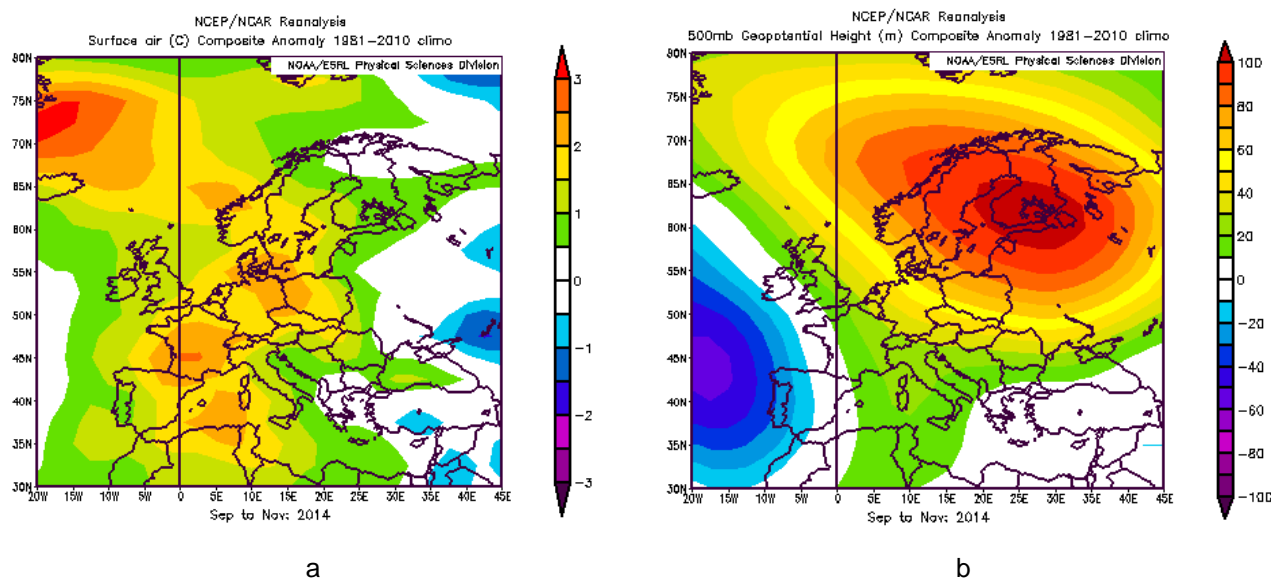 NCEP/NCAR Reanalysis
Surface air (C) Composite Anomaly 1981-2010 climo
NOAA/ESRL Physical Sciences Division
80N
75N
70N
65N
60N
55N
50N
45N
40N
35N
30N
20W 15W 10W 5W 0 5E 10E 15E 20E 25E 30E 35E 40E 45E
Sep to Nov: 2014
3
2
1
0
-1
-2
-3
a
NCEP/NCAR Reanalysis
500mb Geopotential Height (m) Composite Anomaly 1981-2010 climo
NOAA/ESRL Physical Sciences Division
80N
75N
70N
65N
60N
55N
50N
45N
40N
35N
30N
20W 15W 10W 5W 0 5E 10E 15E 20E 25E 30E 35E 40E 45E
Sep to Nov: 2014
100
80
60
40
20
0
-20
-40
-60
-80
-100
b